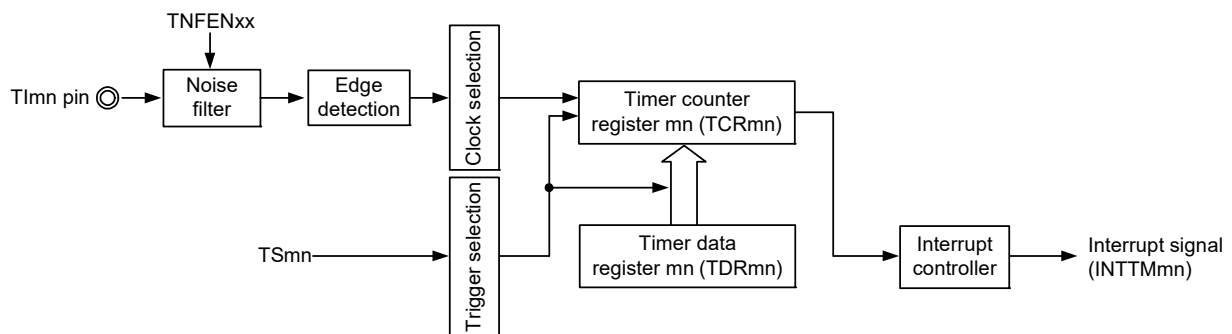 TNFENxx
TImn pin
Noise
filter
Edge
detection
Clock selection
Timer counter
register mn (TCRmn)
TSmn
Trigger selection
Timer data
register mn (TDRmn)
Interrupt
controller
Interrupt signal
(INTTMmn)